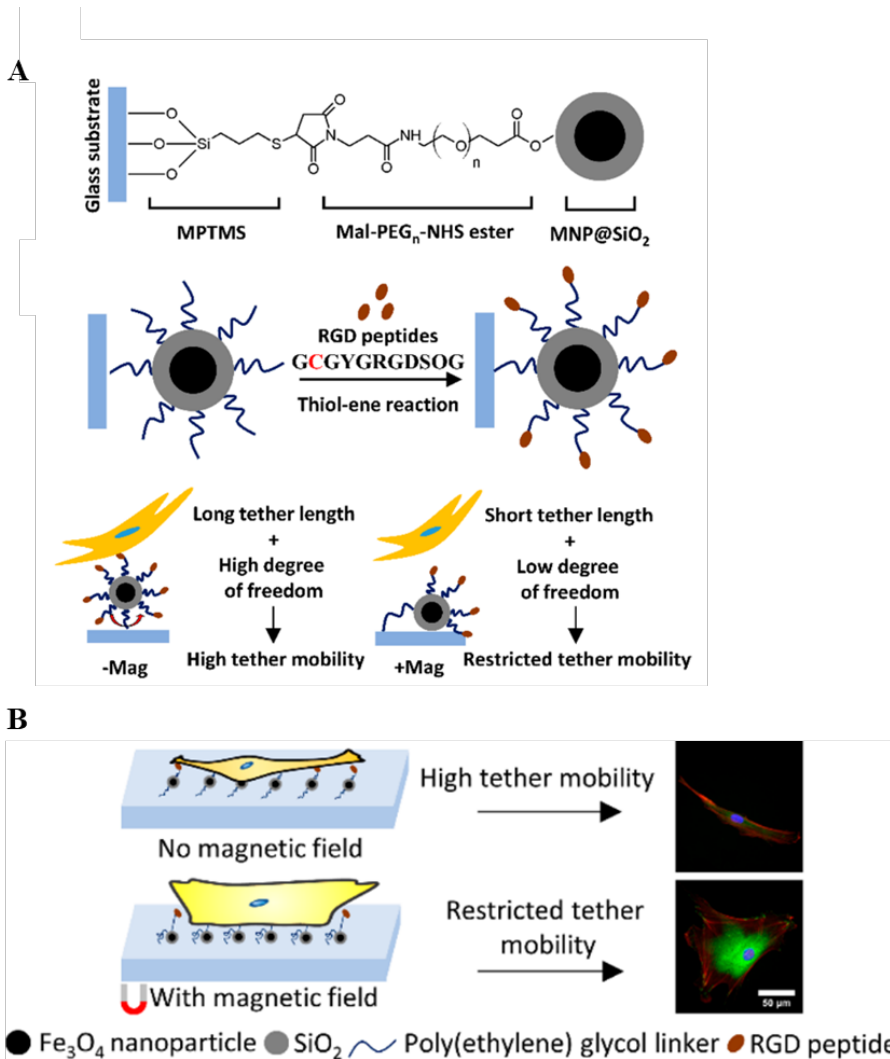 A
Glass substrate
O
O
O
Si
S
O
N
O
O
NH
O
n
O
O
MPTMS
Mal-PEGn-NHS ester
MNP@SiO2
RGD peptides
GCGYGRGDSOG
Thiol-ene reaction
Long tether length
+
High degree
of freedom
High tether mobility
-Mag
Short tether length
+
Low degree
of freedom
Restricted tether mobility
+Mag
B
No magnetic field
High tether mobility
With magnetic field
Restricted tether
mobility
50 µm
Fe3O4 nanoparticle SiO2 Poly(ethylene) glycol linker RGD peptide